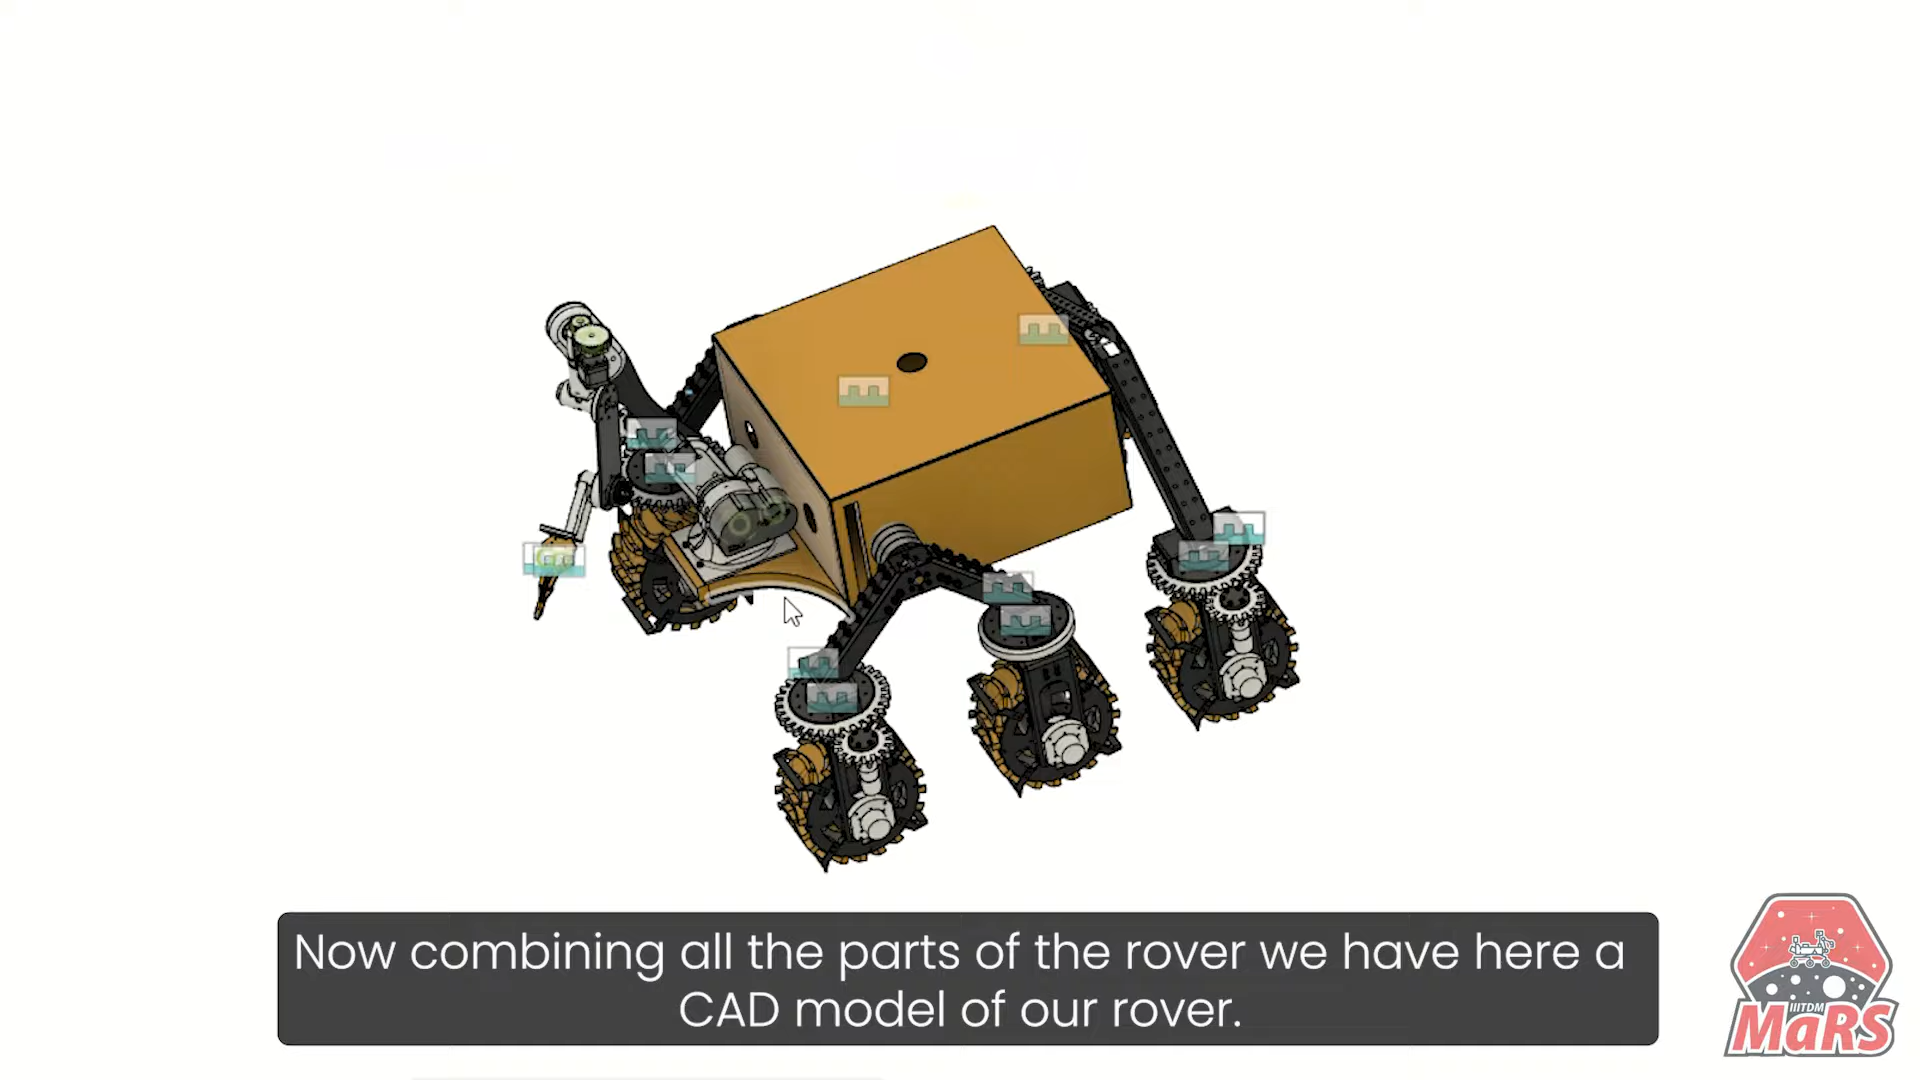 Now combining all the parts of the rover we have here a
CAD model of our rover.
IIITDM
MaRS